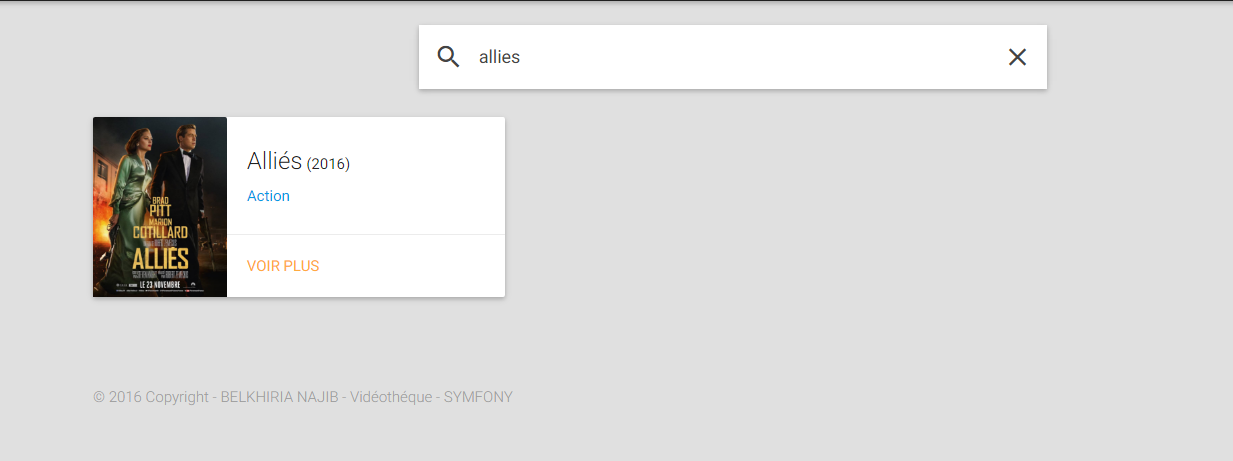 allies
BRAD
PITT
MARION
COTILLARD
ALLIÉS
LE 23 NOVEMBRE
Alliés (2016)
Action
VOIR PLUS
© 2016 Copyright - BELKHIRIA NAJIB - Vidéothéque - SYMFONY